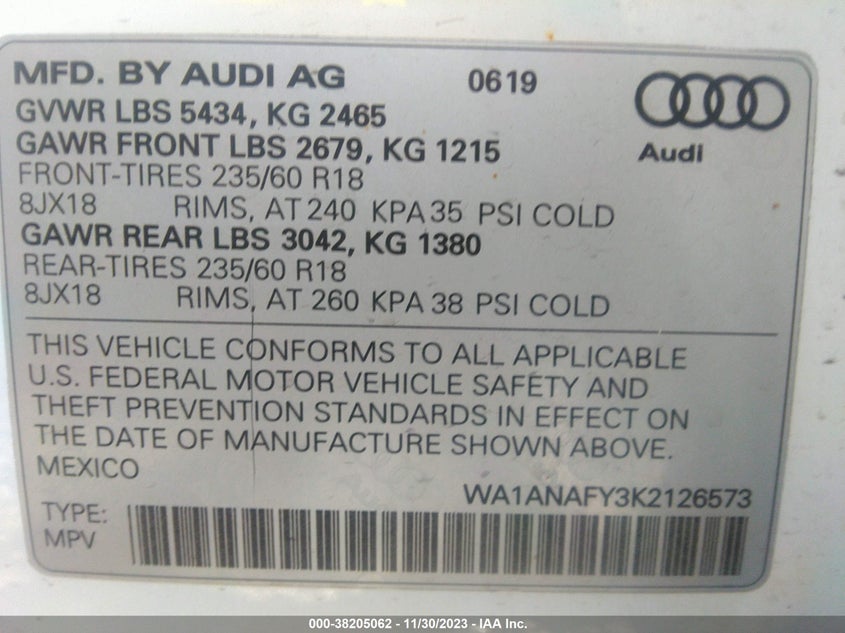 MFD. BY AUDI AG 0619
GVWR LBS 5434, KG 2465
GAWR FRONT LBS 2679, KG 1215
Audi
FRONT-TIRES 235/60 R18
8JX18 RIMS, AT 240 KPA 35 PSI COLD
GAWR REAR LBS 3042, KG 1380
REAR-TIRES 235/60 R18
8JX18 RIMS, AT 260 KPA 38 PSI COLD
THIS VEHICLE CONFORMS TO ALL APPLICABLE
U.S. FEDERAL MOTOR VEHICLE SAFETY AND
THEFT PREVENTION STANDARDS IN EFFECT ON
THE DATE OF MANUFACTURE SHOWN ABOVE.
MEXICO
WA1ANAFY3K2126573
TYPE:
MPV
000-38205062 - 11/30/2023 - IAA Inc.